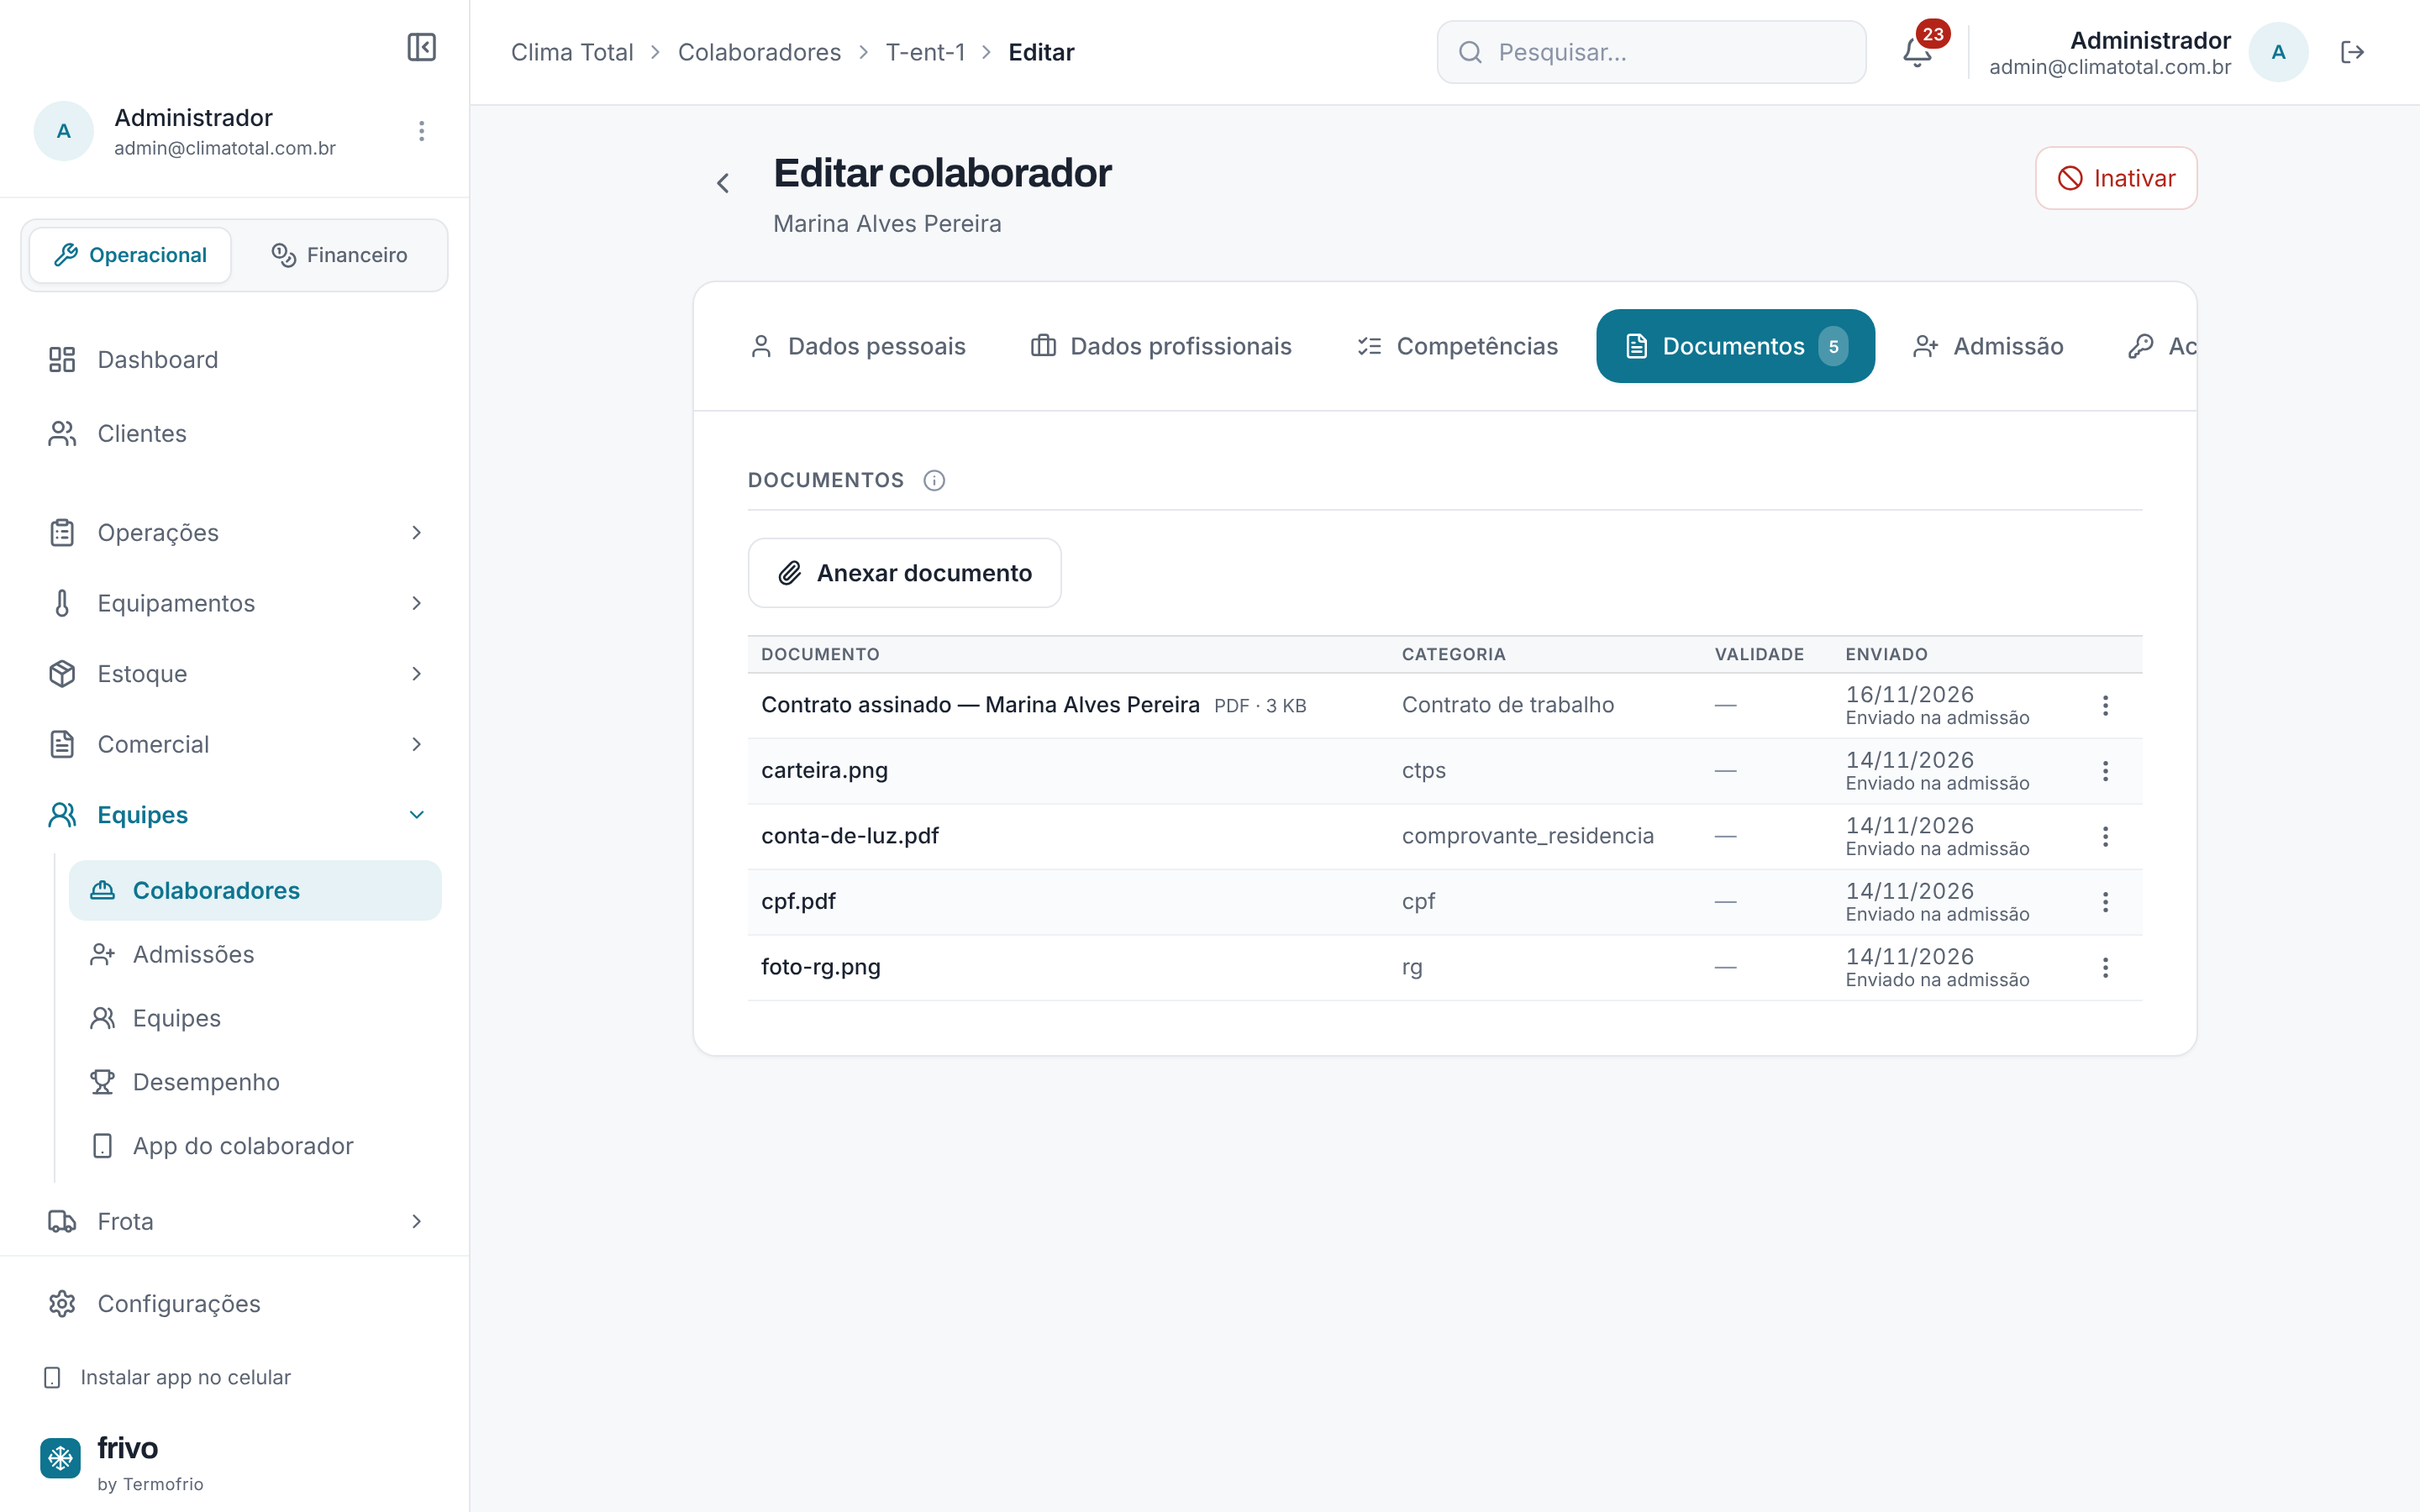 Clima Total > Colaboradores > T-ent-1 > Editar
Pesquisar...
23
Administrador
admin@climatotal.com.br
A
A
Administrador
admin@climatotal.com.br
Operacional
Financeiro
Dashboard
Clientes
Operações
Equipamentos
Estoque
Comercial
Equipes
Colaboradores
Admissões
Equipes
Desempenho
App do colaborador
Frota
Configurações
Instalar app no celular
frivo
by Termofrio
Editar colaborador
Marina Alves Pereira
Inativar
Dados pessoais
Dados profissionais
Competências
Documentos 5
Admissão
Ac
DOCUMENTOS
Anexar documento
DOCUMENTO CATEGORIA VALIDADE ENVIADO
Contrato assinado — Marina Alves Pereira PDF · 3 KB Contrato de trabalho — 16/11/2026
Enviado na admissão
carteira.png ctps — 14/11/2026
Enviado na admissão
conta-de-luz.pdf comprovante_residencia — 14/11/2026
Enviado na admissão
cpf.pdf cpf — 14/11/2026
Enviado na admissão
foto-rg.png rg — 14/11/2026
Enviado na admissão